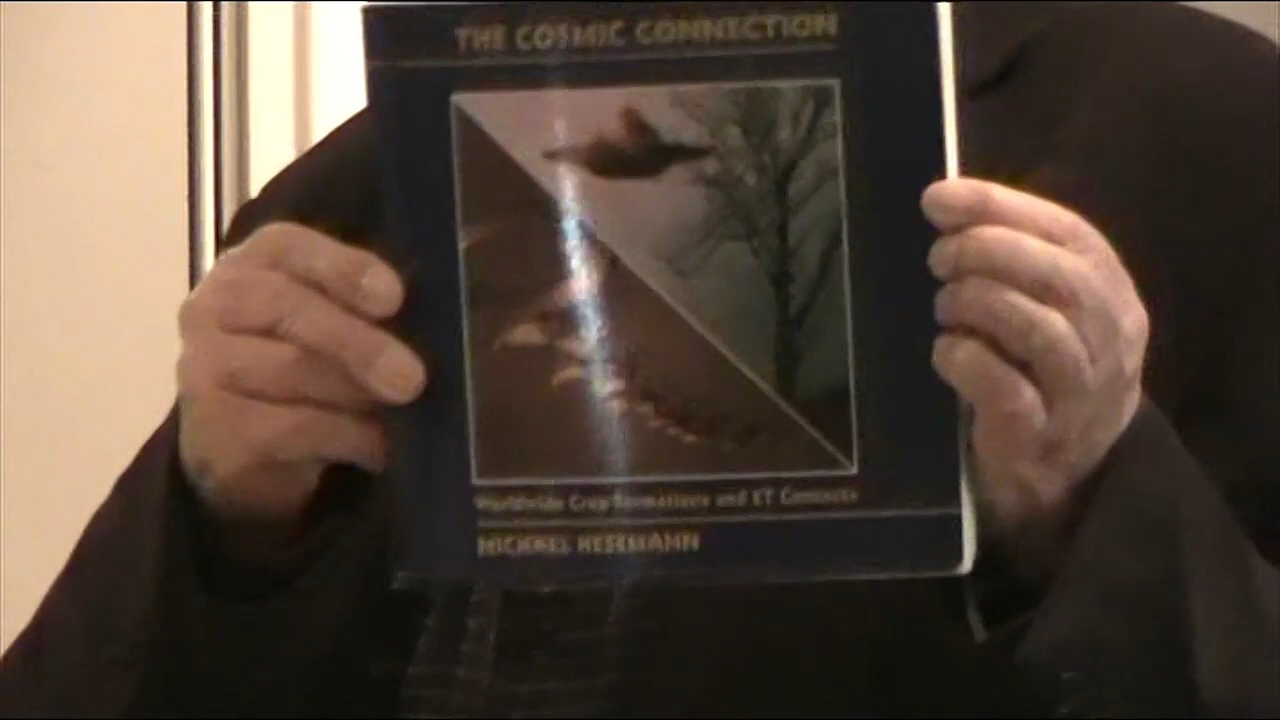 THE COSMIC CONNECTION
Worldwide Crop Formations and ET Contacts
MICHAEL HESEMANN